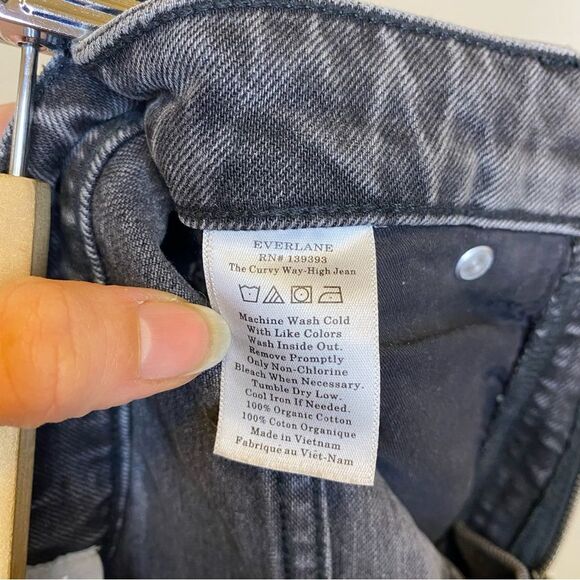 EVERLANE
RN# 139393
The Curvy Way-High Jean
Machine Wash Cold
With Like Colors
Wash Inside Out.
Remove Promptly
Only Non-Chlorine
Bleach When Necessary.
Tumble Dry Low.
Cool Iron If Needed.
100% Organic Cotton
100% Coton Organique
Made in Vietnam
Fabrique au Viêt-Nam